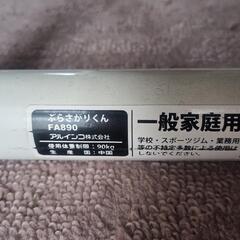 ぶらさがりくん
FA890
アルインコ株式会社
使用体重制限：90kg
生産国：中国
一般家庭用
学校・スポーツジム・業務用
等の不特定多数による使用は
しないでください。